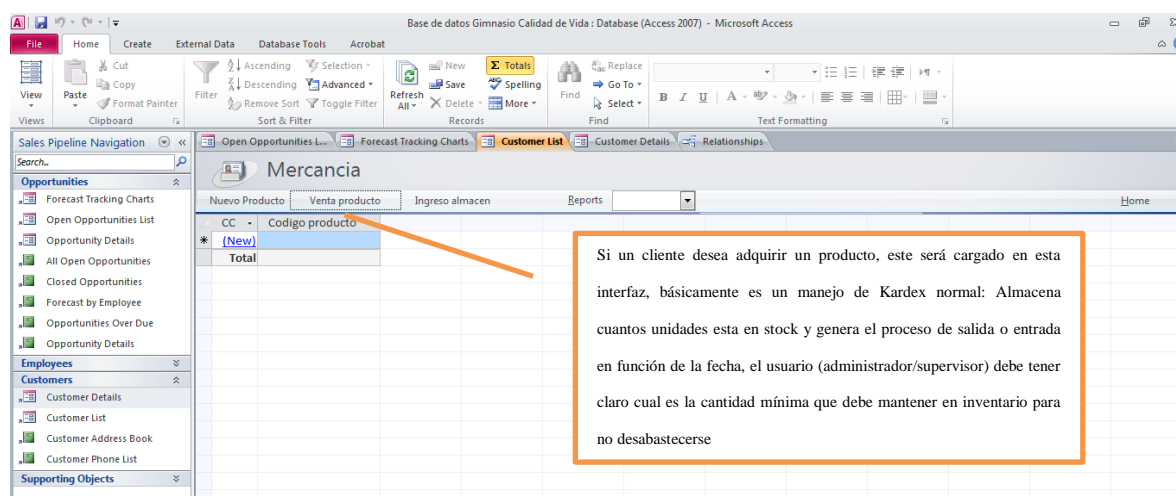 Base de datos Gimnasio Calidad de Vida : Database (Access 2007) - Microsoft Access
File Home Create External Data Database Tools Acrobat
View
Paste
Cut
Copy
Format Painter
Filter
Ascending
Descending
Remove Sort
Selection
Advanced
Toggle Filter
Refresh
All
New
Save
Delete
Totals
Spelling
More
Find
Replace
Go To
Select
B I U A
Views Clipboard Sort & Filter Records Find Text Formatting
Sales Pipeline Navigation
Search..
Opportunities
Forecast Tracking Charts
Open Opportunities List
Opportunity Details
All Open Opportunities
Closed Opportunities
Forecast by Employee
Opportunities Over Due
Opportunity Details
Employees
Customers
Customer Details
Customer List
Customer Address Book
Customer Phone List
Supporting Objects
Open Opportunities L... Forecast Tracking Charts Customer List Customer Details Relationships
Mercancia
Nuevo Producto Venta producto Ingreso almacen Reports Home
CC Codigo producto
* (New)
Total
Si un cliente desea adquirir un producto, este será cargado en esta
interfaz, básicamente es un manejo de Kardex normal: Almacena
cuantos unidades esta en stock y genera el proceso de salida o entrada
en función de la fecha, el usuario (administrador/supervisor) debe tener
claro cual es la cantidad mínima que debe mantener en inventario para
no desabastecerse